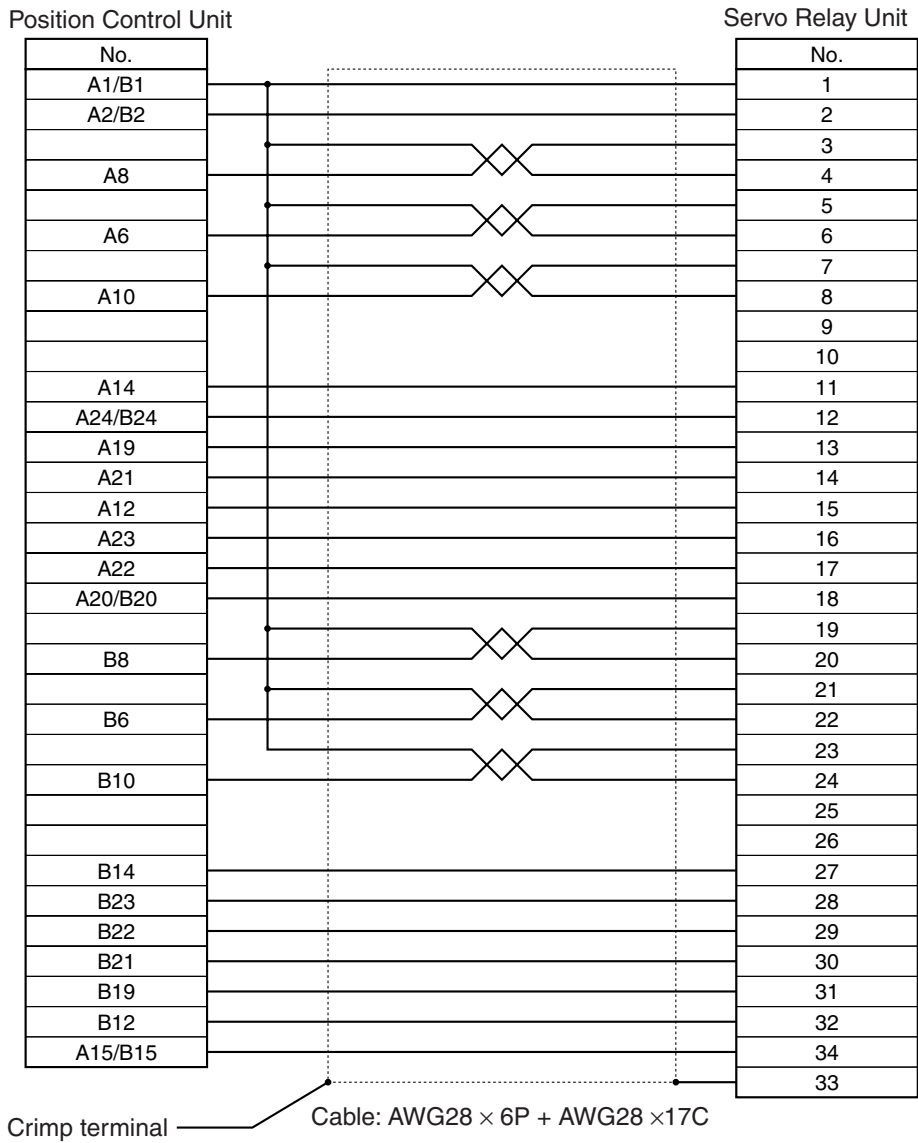 Position Control Unit Servo Relay Unit
No. No.
A1/B1 1
A2/B2 2
3
A8 4
5
A6 6
7
A10 8
9
10
A14 11
A24/B24 12
A19 13
A21 14
A12 15
A23 16
A22 17
A20/B20 18
19
B8 20
21
B6 22
23
B10 24
25
26
B14 27
B23 28
B22 29
B21 30
B19 31
B12 32
A15/B15 34
33
Crimp terminal Cable: AWG28 × 6P + AWG28 ×17C